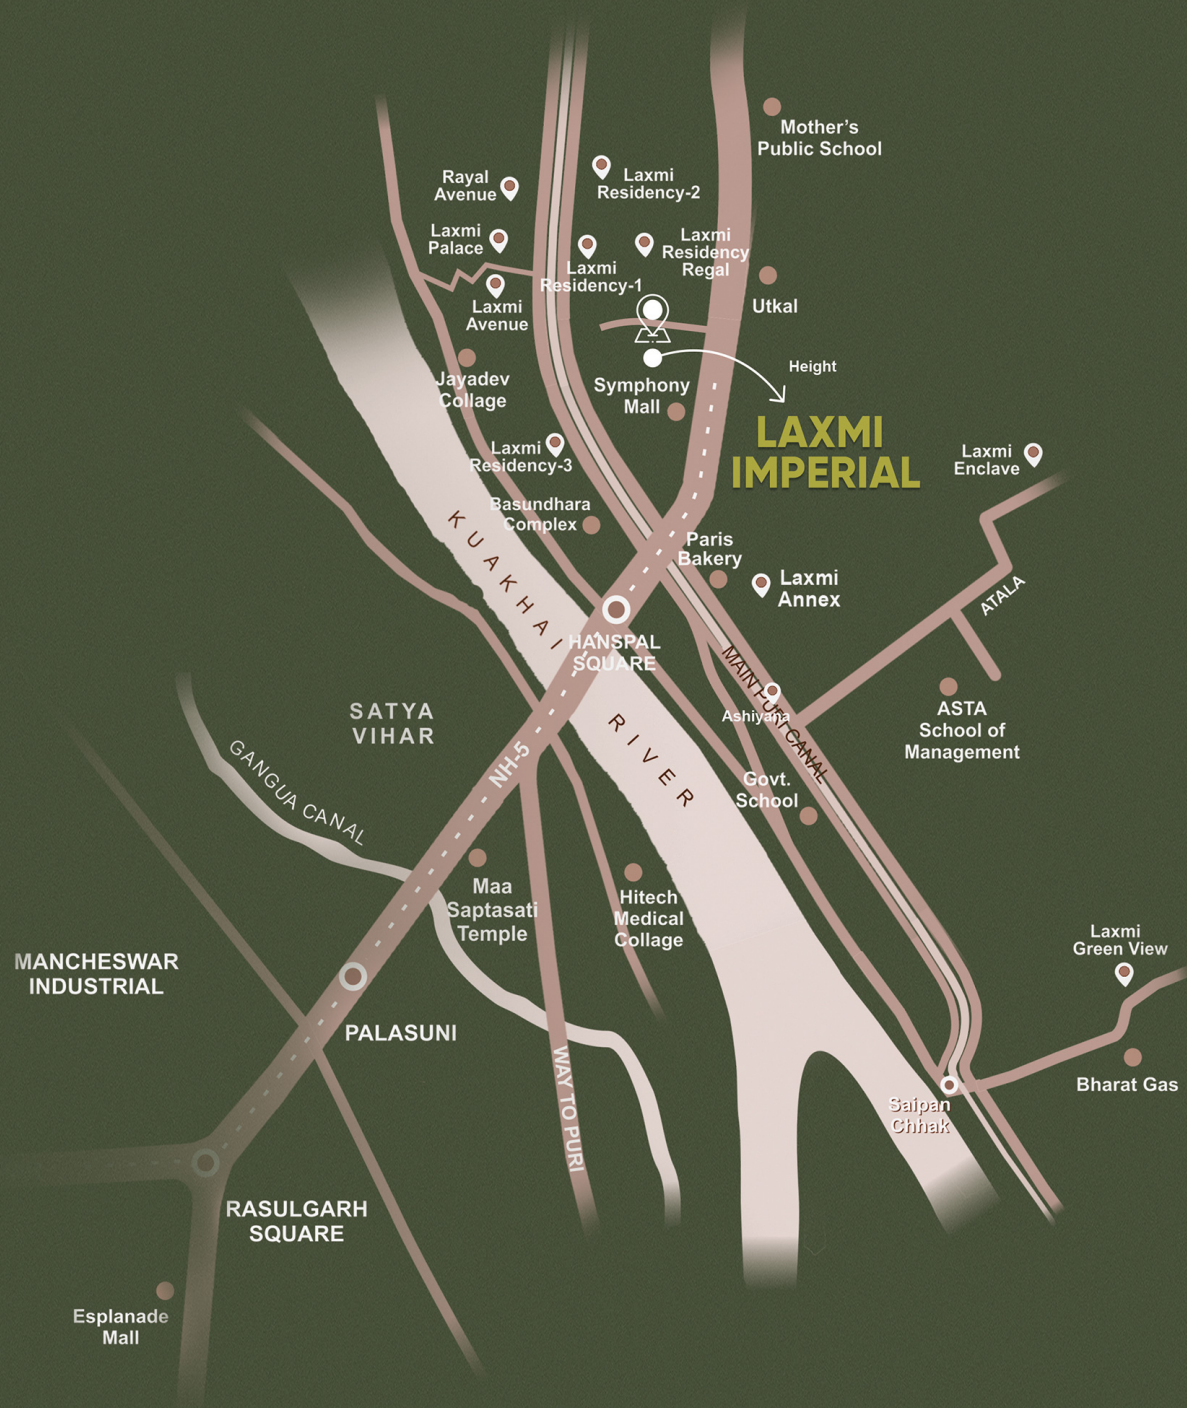 Mother's
Public School
Rayal
Avenue
Laxmi
Residency-2
Laxmi
Palace
Laxmi
Residency
Regal
Laxmi
Residency-1
Laxmi
Avenue
Utkal
Jayadev
Collage
Symphony
Mall
Height
LAXMI
IMPERIAL
Laxmi
Residency-3
Laxmi
Enclave
Basundhara
Complex
KUAKHAI
RIVER
Paris
Bakery
Laxmi
Annex
ATALA
HANSPAL
SQUARE
MAIN PURI CANAL
Ashiyana
ASTA
School of
Management
SATYA
VIHAR
GANGUA CANAL
NH-5
Govt.
School
Maa
Saptasati
Temple
Hitech
Medical
Collage
Laxmi
Green View
MANCHESWAR
INDUSTRIAL
PALASUNI
WAY TO PURI
Bharat Gas
Saipan
Chhak
RASULGARH
SQUARE
Esplanade
Mall